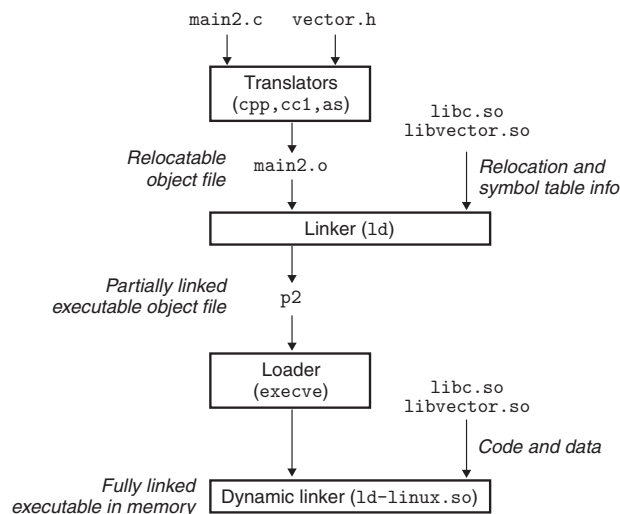 main2.c vector.h
Translators
(cpp,cc1,as)
libc.so
libvector.so
Relocatable
object file
main2.o
Relocation and
symbol table info
Linker (ld)
Partially linked
executable object file
p2
Loader
(execve)
libc.so
libvector.so
Code and data
Fully linked
executable in memory
Dynamic linker (ld-linux.so)